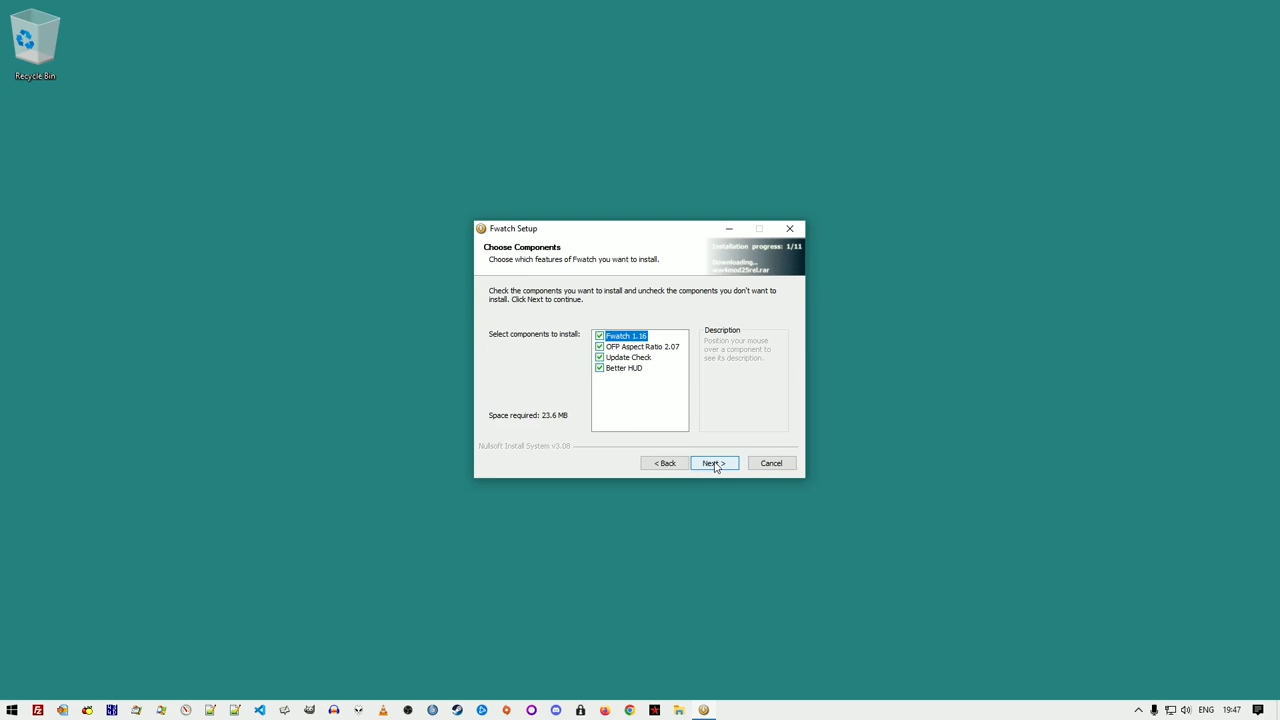 Recycle Bin
Fwatch Setup
Choose Components
Choose which features of Fwatch you want to install.
Installation progress: 1/11
Downloading...
ww4mod25rel.rar
Check the components you want to install and uncheck the components you don't want to
install. Click Next to continue.
Select components to install:
Fwatch 1.16
OFP Aspect Ratio 2.07
Update Check
Better HUD
Description
Position your mouse
over a component to
see its description.
Space required: 23.6 MB
Nullsoft Install System v3.08
< Back
Next >
Cancel
ENG
19:47